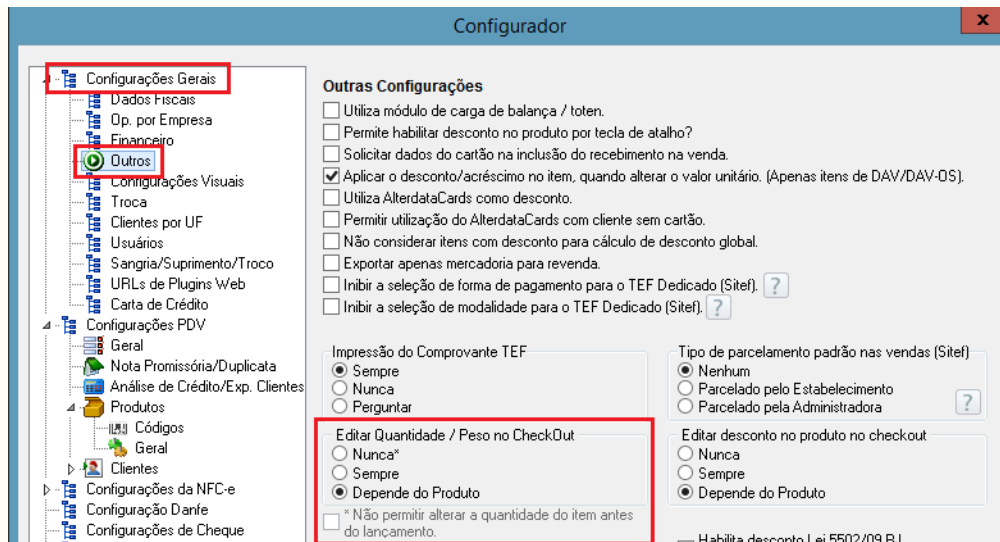 Configurador
x
Configurações Gerais
Dados Fiscais
Op. por Empresa
Financeiro
Outros
Configurações Visuais
Troca
Clientes por UF
Usuários
Sangria/Suprimento/Troco
URLs de Plugins Web
Carta de Crédito
Configurações PDV
Geral
Nota Promissória/Duplicata
Análise de Crédito/Exp. Clientes
Produtos
Códigos
Geral
Clientes
Configurações da NFC-e
Configuração Danfe
Configurações de Cheque
Outras Configurações
Utiliza módulo de carga de balança / toten.
Permite habilitar desconto no produto por tecla de atalho?
Solicitar dados do cartão na inclusão do recebimento na venda.
Aplicar o desconto/acréscimo no item, quando alterar o valor unitário. (Apenas itens de DAV/DAV-OS).
Utiliza AlterdataCards como desconto.
Permitir utilização do AlterdataCards com cliente sem cartão.
Não considerar itens com desconto para cálculo de desconto global.
Exportar apenas mercadoria para revenda.
Inibir a seleção de forma de pagamento para o TEF Dedicado (Sitef). ?
Inibir a seleção de modalidade para o TEF Dedicado (Sitef). ?
Impressão do Comprovante TEF
Sempre
Nunca
Perguntar
Tipo de parcelamento padrão nas vendas (Sitef)
Nenhum
Parcelado pelo Estabelecimento
Parcelado pela Administradora ?
Editar Quantidade / Peso no CheckOut
Nunca*
Sempre
Depende do Produto
* Não permitir alterar a quantidade do item antes
do lançamento.
Editar desconto no produto no checkout
Nunca
Sempre
Depende do Produto
Habilita desconto Lei 5502/09 RJ